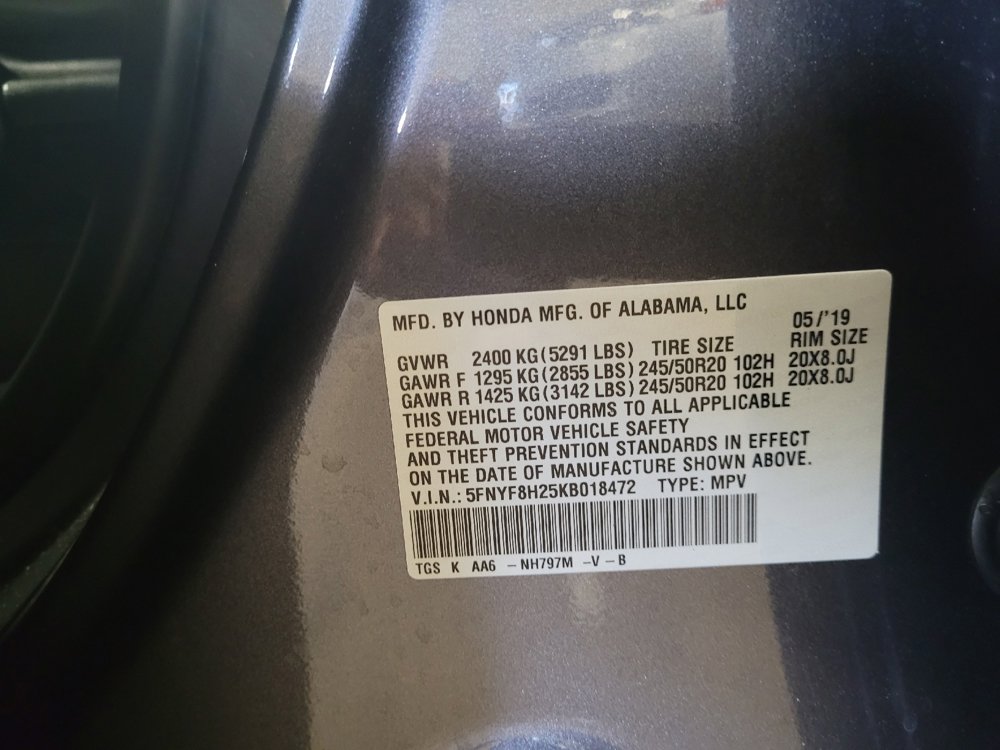 MFD. BY HONDA MFG. OF ALABAMA, LLC
05/'19
GVWR 2400 KG (5291 LBS) TIRE SIZE RIM SIZE
GAWR F 1295 KG (2855 LBS) 245/50R20 102H 20X8.0J
GAWR R 1425 KG (3142 LBS) 245/50R20 102H 20X8.0J
THIS VEHICLE CONFORMS TO ALL APPLICABLE
FEDERAL MOTOR VEHICLE SAFETY
AND THEFT PREVENTION STANDARDS IN EFFECT
ON THE DATE OF MANUFACTURE SHOWN ABOVE.
V.I.N.: 5FNYF8H25KB018472 TYPE: MPV
TGS K AA6 -NH797M -V-B